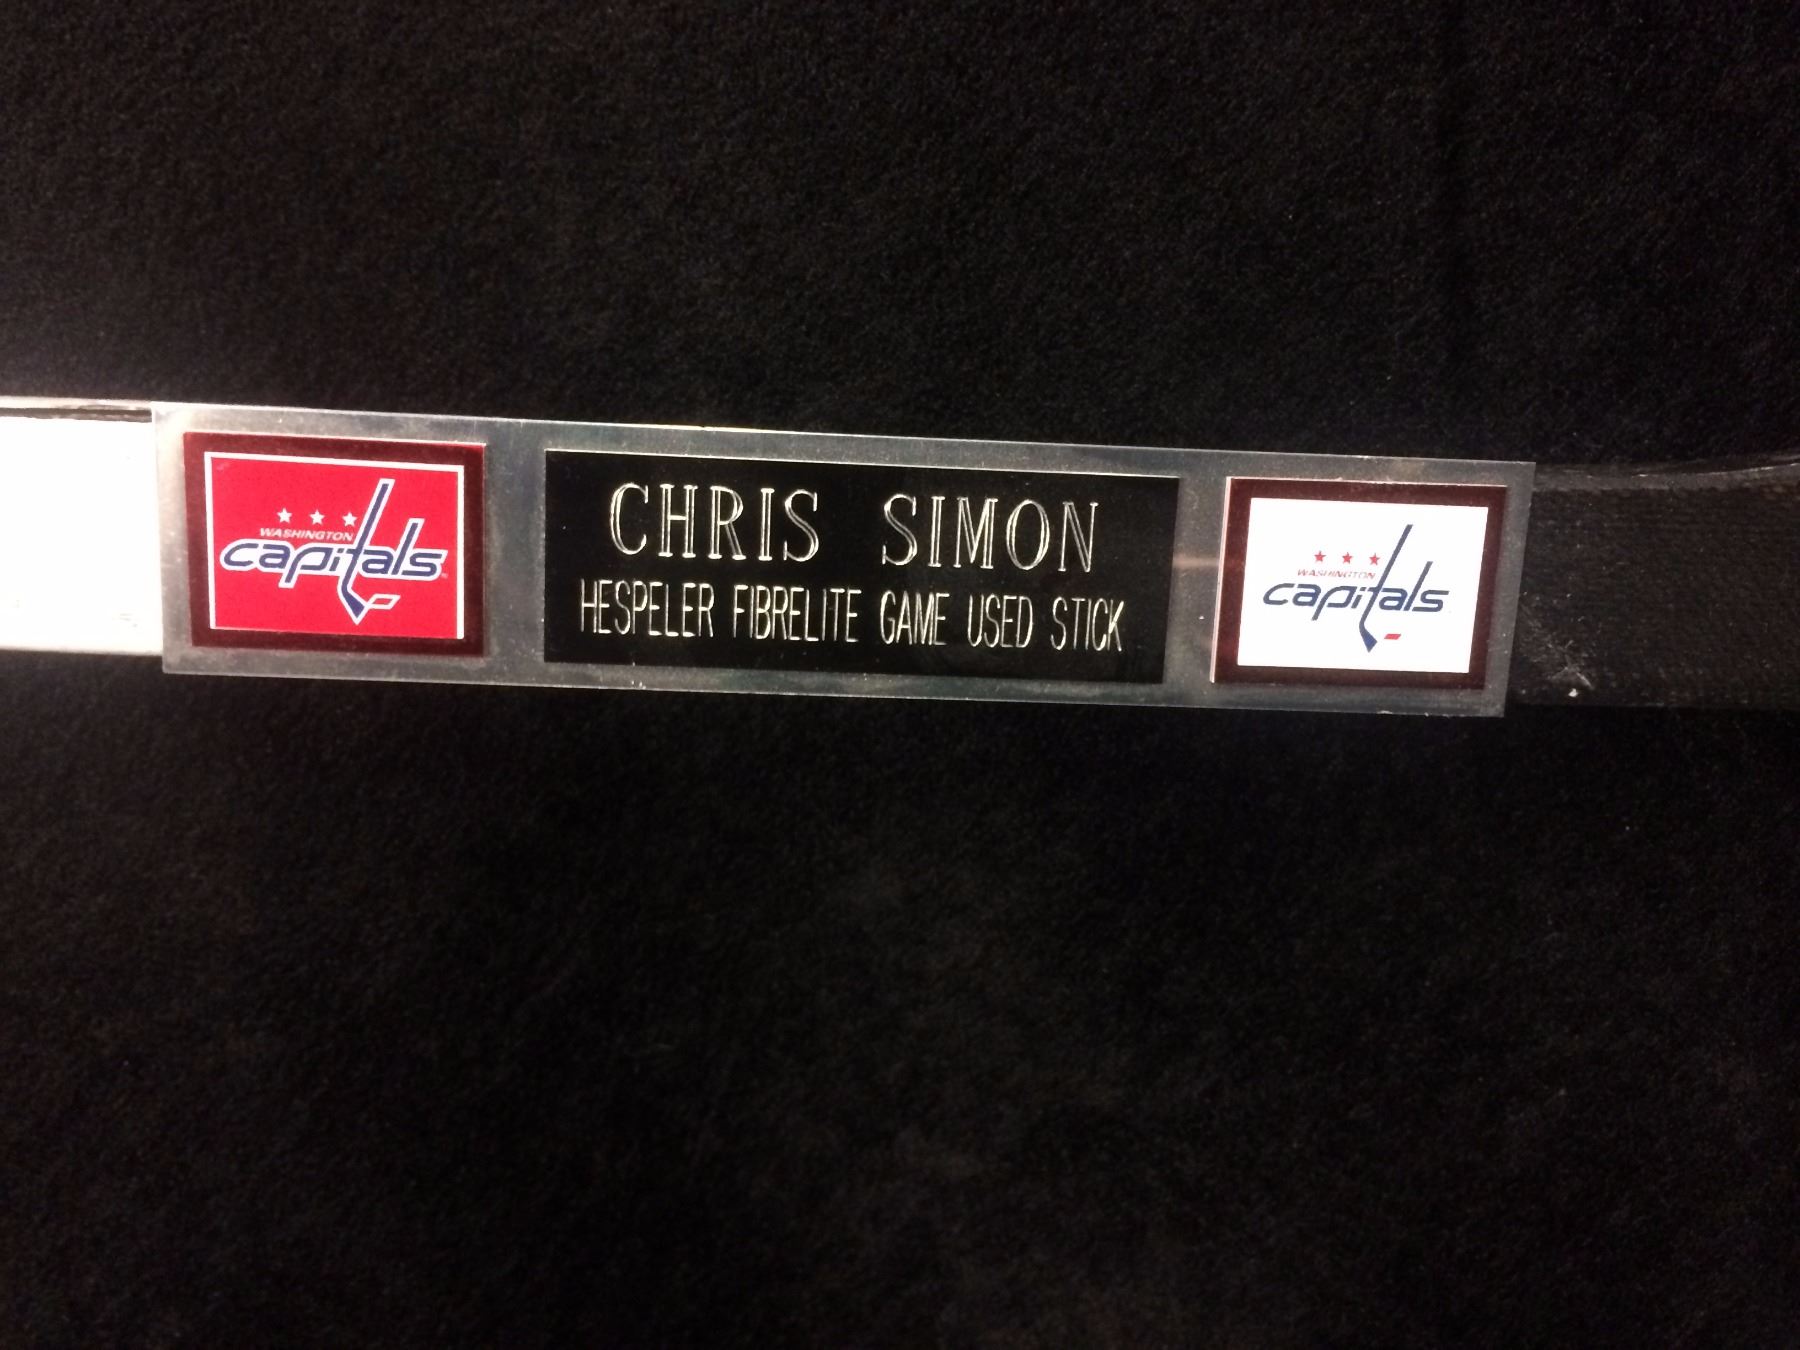 WASHINGTON
capitals
CHRIS SIMON
HESPELER FIBRELITE GAME USED STICK
WASHINGTON
capitals